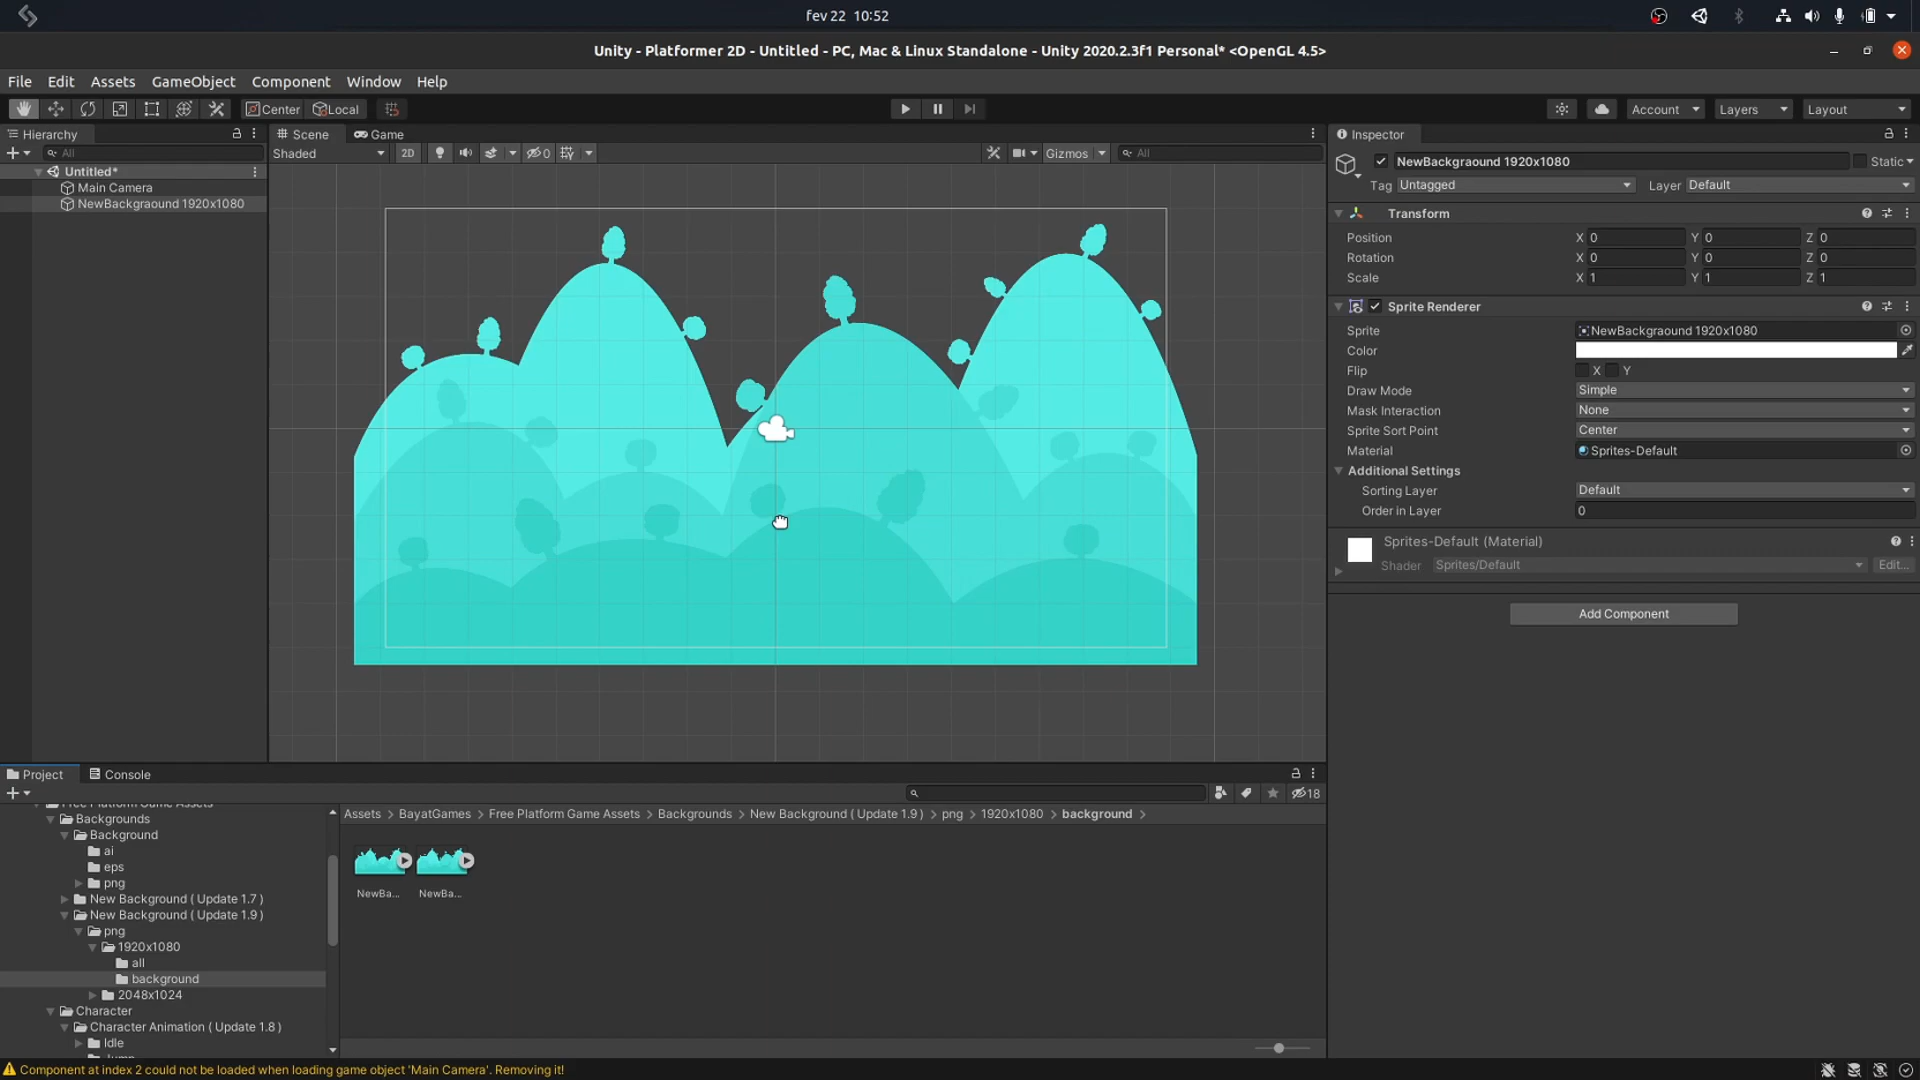 fev 22 10:52
Unity - Platformer 2D - Untitled - PC, Mac & Linux Standalone - Unity 2020.2.3f1 Personal* <OpenGL 4.5>
File Edit Assets GameObject Component Window Help
Center Local Account Layers Layout
Hierarchy
All
Untitled*
Main Camera
NewBackgraound 1920x1080
Scene Game
Shaded 2D 0 Gizmos All
Inspector
NewBackgraound 1920x1080 Static
Tag Untagged Layer Default
Transform
Position X 0 Y 0 Z 0
Rotation X 0 Y 0 Z 0
Scale X 1 Y 1 Z 1
Sprite Renderer
Sprite NewBackgraound 1920x1080
Color
Flip X Y
Draw Mode Simple
Mask Interaction None
Sprite Sort Point Center
Material Sprites-Default
Additional Settings
Sorting Layer Default
Order in Layer 0
Sprites-Default (Material)
Shader Sprites/Default Edit...
Add Component
Project Console
18
Free Platform Game Assets
Backgrounds
Background
ai
eps
png
New Background ( Update 1.7 )
New Background ( Update 1.9 )
png
1920x1080
all
background
2048x1024
Character
Character Animation ( Update 1.8 )
Idle
Assets > BayatGames > Free Platform Game Assets > Backgrounds > New Background ( Update 1.9 ) > png > 1920x1080 > background >
NewBa... NewBa...
Component at index 2 could not be loaded when loading game object 'Main Camera'. Removing it!